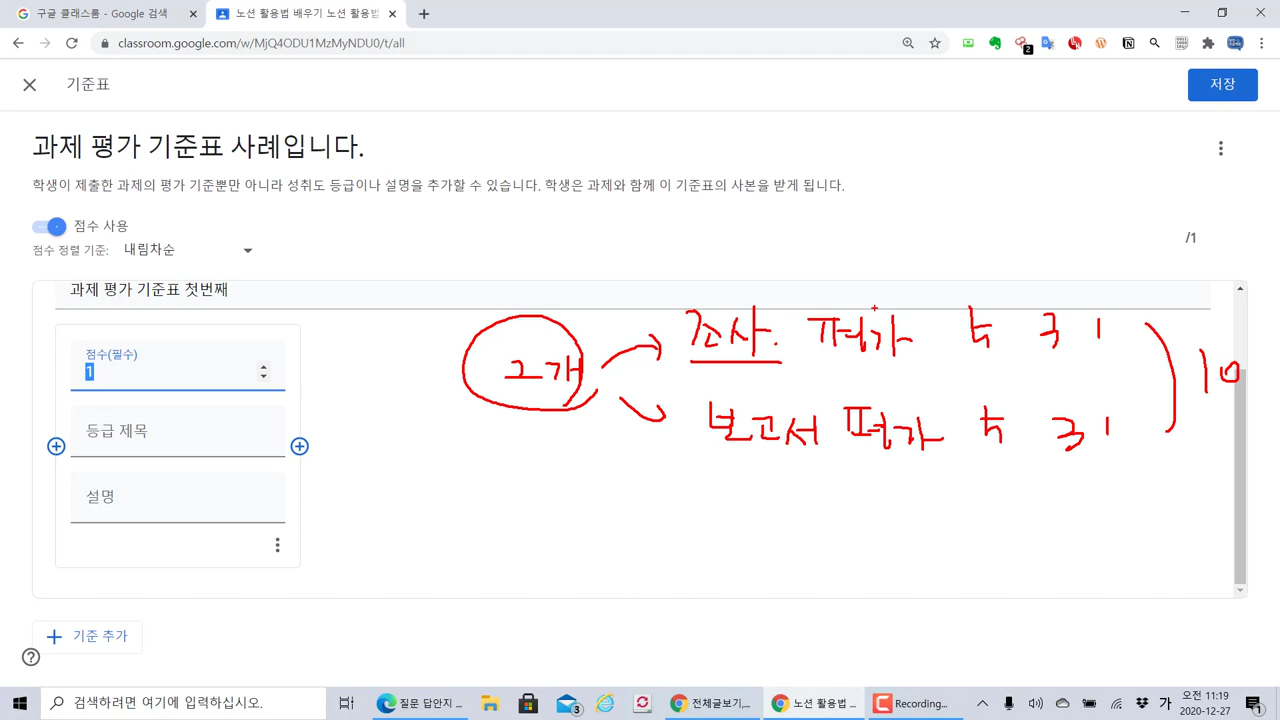 구글 클래스룸 - Google 검색
노션 활용법 배우기 노션 활용법
classroom.google.com/w/MjQ4ODU1MzMyNDU0/t/all
2
기준표
저장
과제 평가 기준표 사례입니다.
학생이 제출한 과제의 평가 기준뿐만 아니라 성취도 등급이나 설명을 추가할 수 있습니다. 학생은 과제와 함께 이 기준표의 사본을 받게 됩니다.
점수 사용
점수 정렬 기준: 내림차순
/1
과제 평가 기준표 첫번째
점수(필수)
1
등급 제목
설명
2개
조사. 평가 5 3 1
보고서 평가 5 3 1
10
기준 추가
검색하려면 여기에 입력하십시오.
3
질문 답안지 ...
전체글보기,...
노션 활용법 ...
Recording...
가
오전 11:19
2020-12-27
1